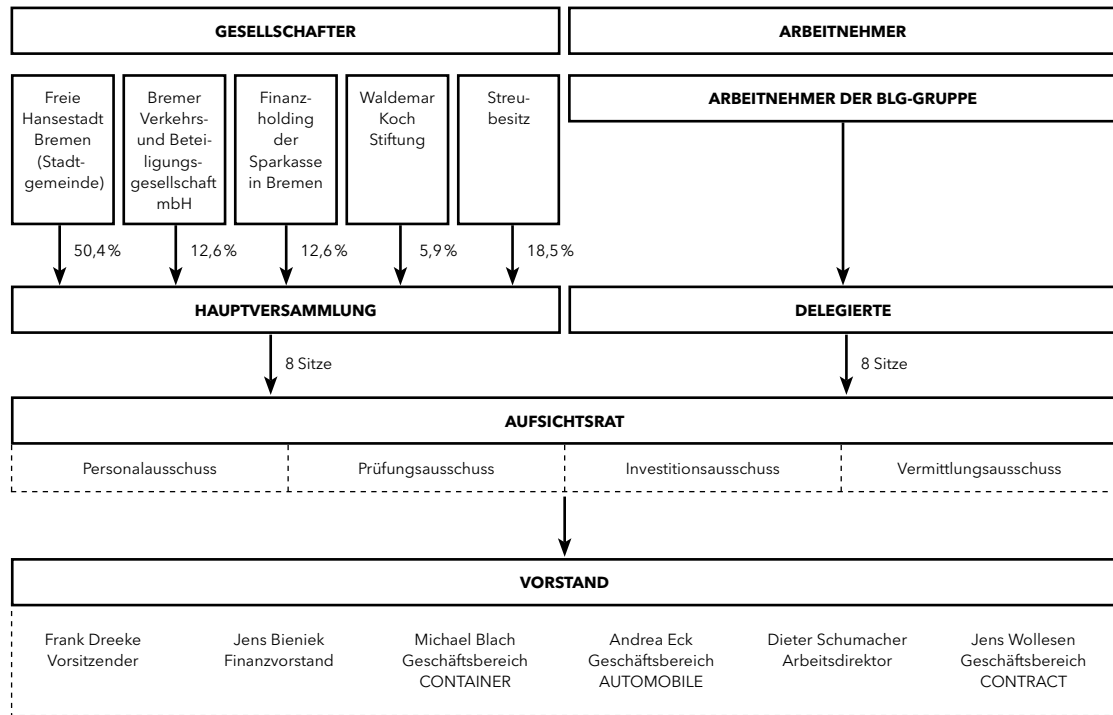 GESELLSCHAFTER
ARBEITNEHMER
Freie
Hansestadt
Bremen
(Stadt-
gemeinde)
Bremer
Verkehrs-
und Betei-
ligungs-
gesellschaft
mbH
Finanz-
holding
der
Sparkasse
in Bremen
Waldemar
Koch
Stiftung
Streu-
besitz
ARBEITNEHMER DER BLG-GRUPPE
50,4 %
12,6 %
12,6 %
5,9 %
18,5 %
HAUPTVERSAMMLUNG
DELEGIERTE
8 Sitze
8 Sitze
AUFSICHTSRAT
Personalausschuss
Prüfungsausschuss
Investitionsausschuss
Vermittlungsausschuss
VORSTAND
Frank Dreeke
Vorsitzender
Jens Bieniek
Finanzvorstand
Michael Blach
Geschäftsbereich
CONTAINER
Andrea Eck
Geschäftsbereich
AUTOMOBILE
Dieter Schumacher
Arbeitsdirektor
Jens Wollesen
Geschäftsbereich
CONTRACT